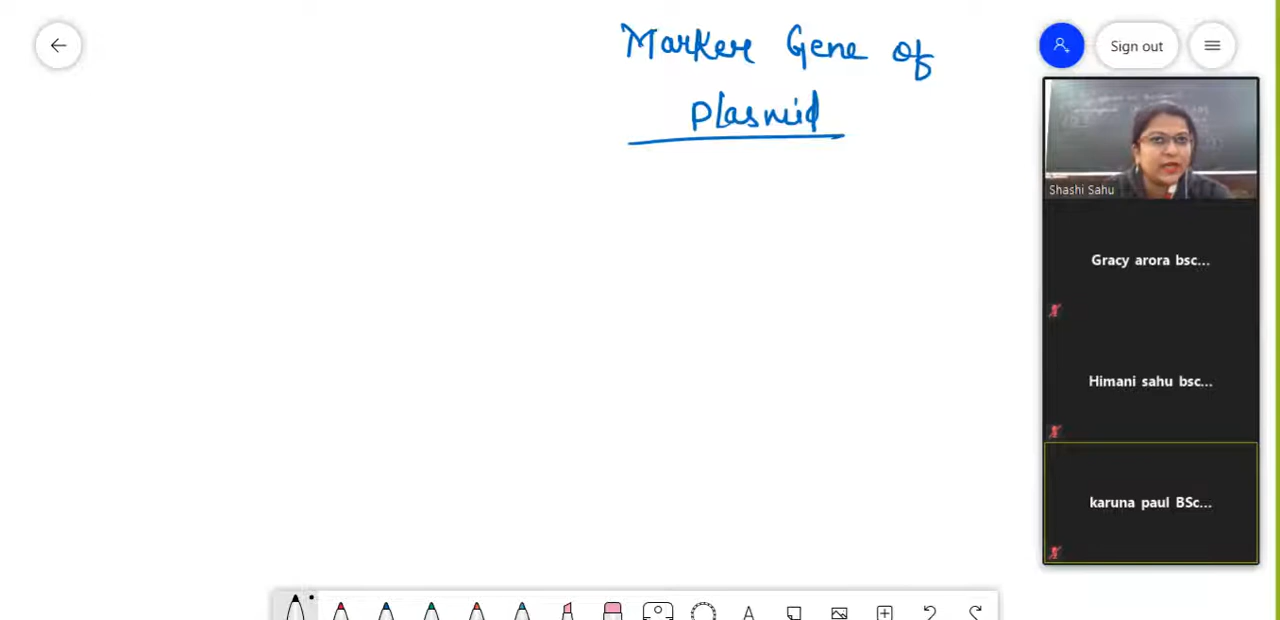 Marker Gene of
Plasmid
Sign out
Shashi Sahu
Gracy arora bsc...
Himani sahu bsc...
karuna paul BSc...
A